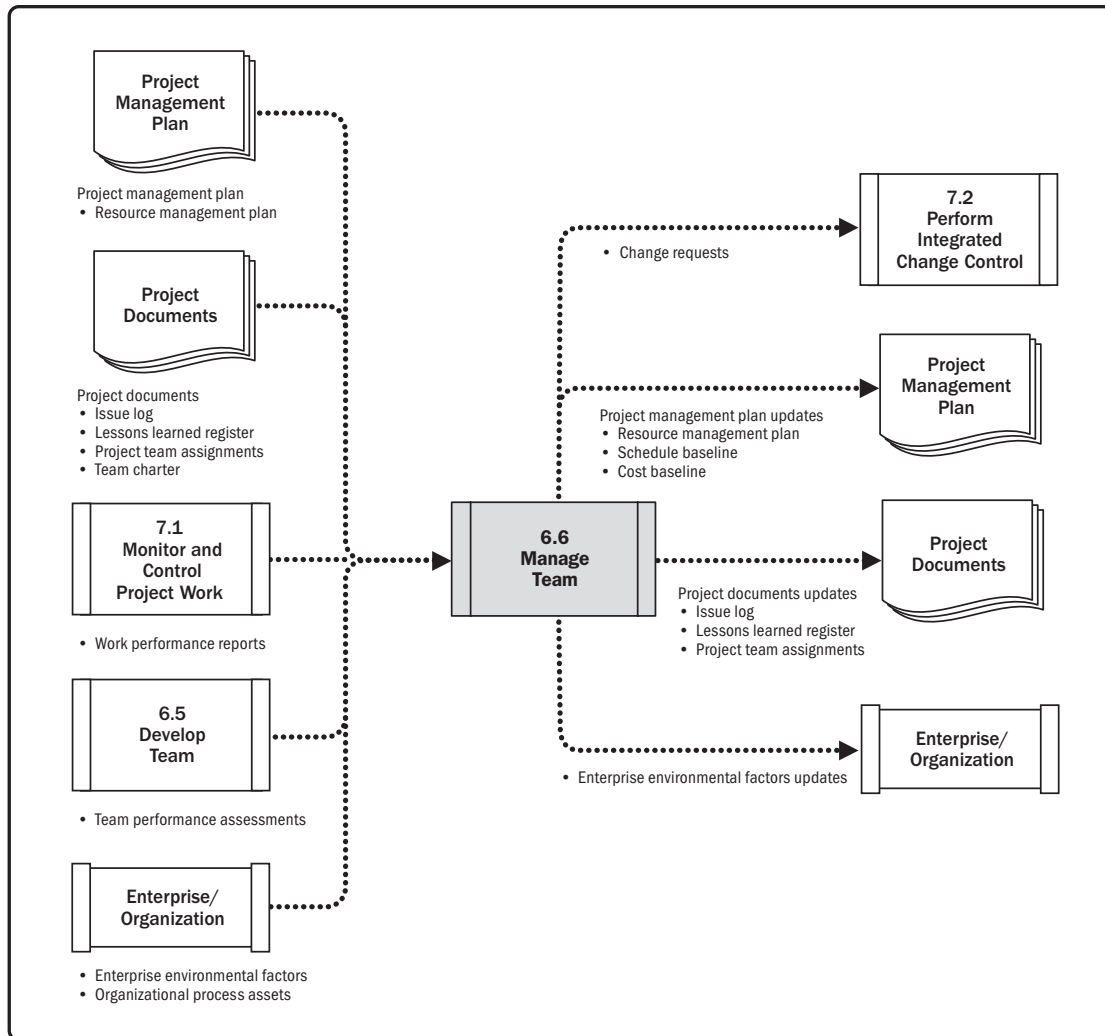 Project
Management
Plan
Project management plan
• Resource management plan
Project
Documents
Project documents
• Issue log
• Lessons learned register
• Project team assignments
• Team charter
7.1
Monitor and
Control
Project Work
• Work performance reports
6.5
Develop
Team
• Team performance assessments
Enterprise/
Organization
• Enterprise environmental factors
• Organizational process assets
6.6
Manage
Team
• Change requests
7.2
Perform
Integrated
Change Control
Project management plan updates
• Resource management plan
• Schedule baseline
• Cost baseline
Project
Management
Plan
Project documents updates
• Issue log
• Lessons learned register
• Project team assignments
Project
Documents
• Enterprise environmental factors updates
Enterprise/
Organization